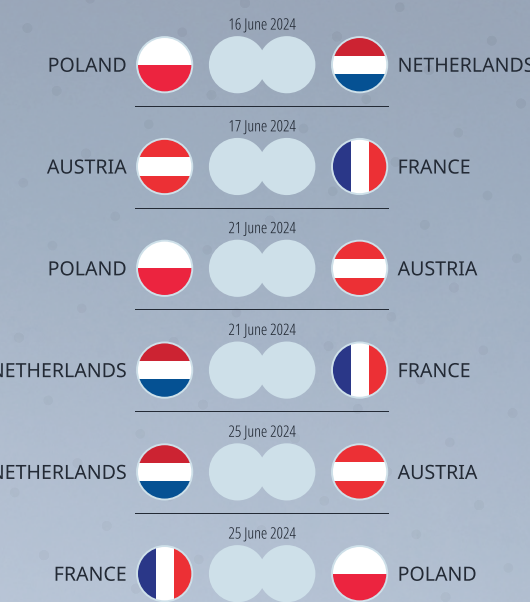 16 June 2024
POLAND NETHERLANDS
17 June 2024
AUSTRIA FRANCE
21 June 2024
POLAND AUSTRIA
21 June 2024
NETHERLANDS FRANCE
25 June 2024
NETHERLANDS AUSTRIA
25 June 2024
FRANCE POLAND